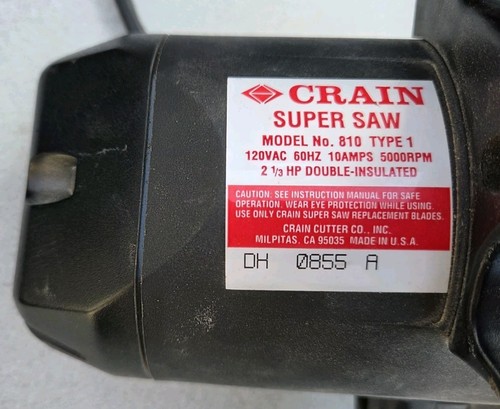 CRAIN
SUPER SAW
MODEL No. 810 TYPE 1
120VAC 60HZ 10AMPS 5000RPM
2 1/3 HP DOUBLE-INSULATED
CAUTION: SEE INSTRUCTION MANUAL FOR SAFE
OPERATION. WEAR EYE PROTECTION WHILE USING.
USE ONLY CRAIN SUPER SAW REPLACEMENT BLADES.
CRAIN CUTTER CO., INC.
MILPITAS, CA 95035 MADE IN U.S.A.
DH 0855 A